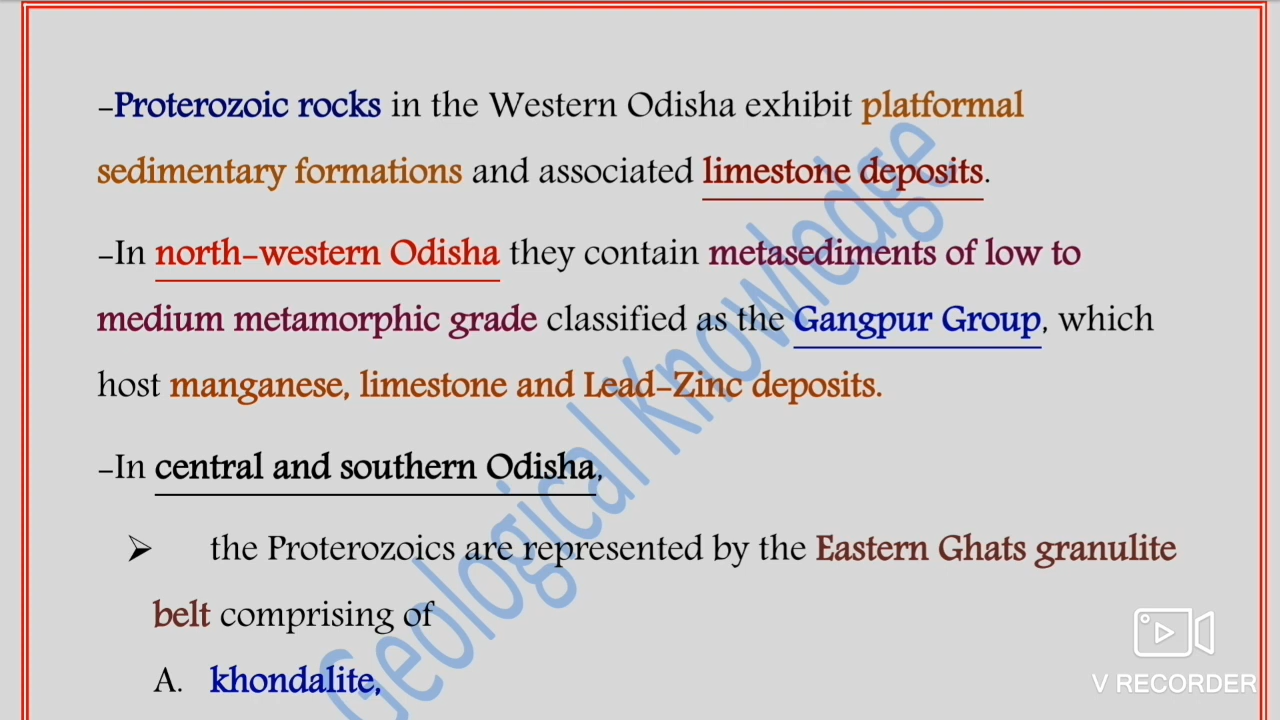 -Proterozoic rocks in the Western Odisha exhibit platformal
sedimentary formations and associated limestone deposits.
-In north-western Odisha they contain metasediments of low to
medium metamorphic grade classified as the Gangpur Group, which
host manganese, limestone and Lead-Zinc deposits.
-In central and southern Odisha,
➢ the Proterozoics are represented by the Eastern Ghats granulite
belt comprising of
A. khondalite,
Geological Knowledge
V RECORDER